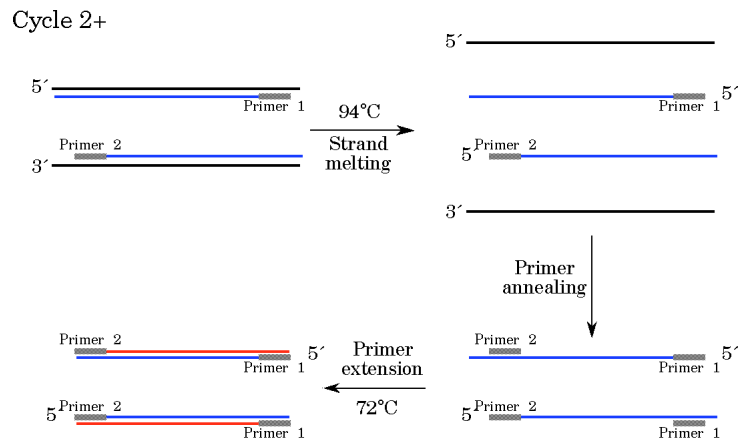 Cycle 2+
5´
Primer 1
Primer 2
3´
94°C
Strand
melting
5´
5´
Primer 1
Primer 2
5´
3´
Primer
annealing
Primer 2
5´
Primer 1
Primer 2
5´
Primer 1
Primer
extension
72°C
Primer 2
5´
Primer 1
Primer 2
5´
Primer 1